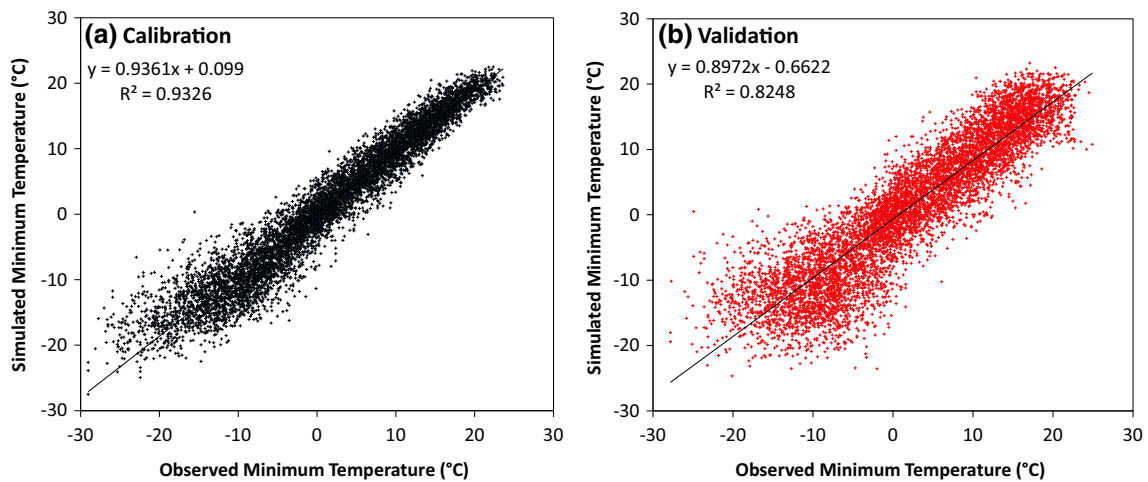 (a) Calibration
y = 0.9361x + 0.099
R² = 0.9326
30
20
10
0
-10
-20
-30
-30 -20 -10 0 10 20 30
Simulated Minimum Temperature (°C)
Observed Minimum Temperature (°C)
(b) Validation
y = 0.8972x - 0.6622
R² = 0.8248
30
20
10
0
-10
-20
-30
-30 -20 -10 0 10 20 30
Simulated Minimum Temperature (°C)
Observed Minimum Temperature (°C)